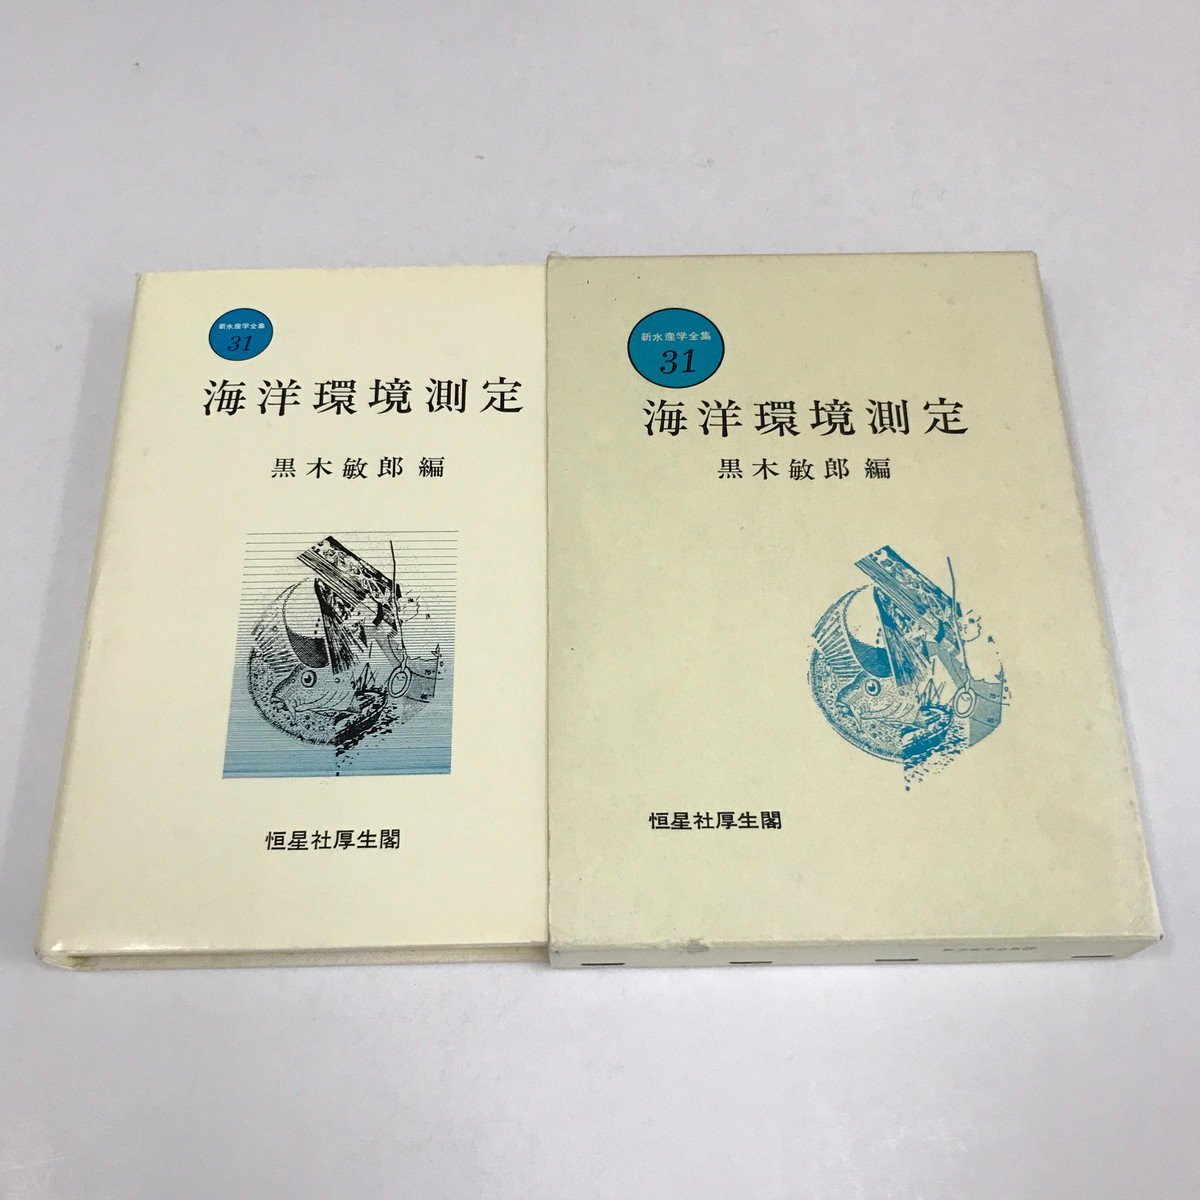 新水産学全集
31
海洋環境測定
黒木敏郎 編
恒星社厚生閣
新水産学全集
31
海洋環境測定
黒木敏郎 編
恒星社厚生閣